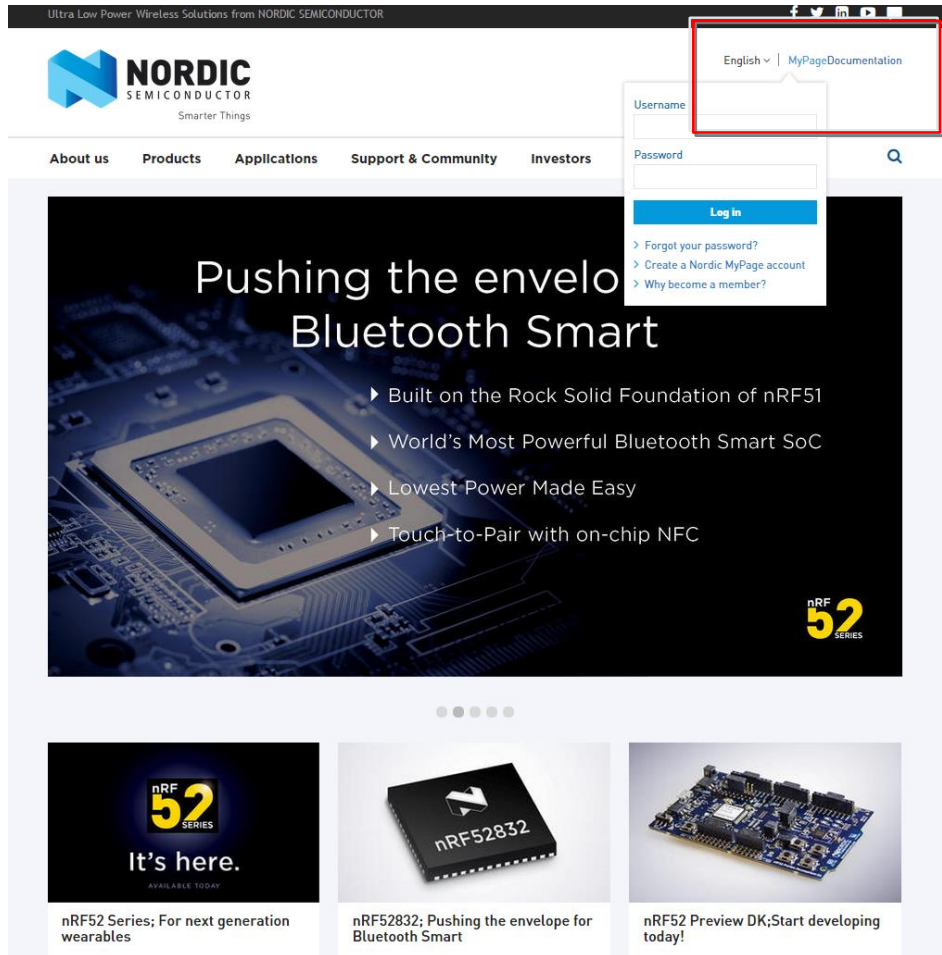 Ultra Low Power Wireless Solutions from NORDIC SEMICONDUCTOR
NORDIC
SEMICONDUCTOR
Smarter Things
English | MyPageDocumentation
Username
Password
Log in
Forgot your password?
Create a Nordic MyPage account
Why become a member?
About us Products Applications Support & Community Investors
Pushing the envelo
Bluetooth Smart
Built on the Rock Solid Foundation of nRF51
World's Most Powerful Bluetooth Smart SoC
Lowest Power Made Easy
Touch-to-Pair with on-chip NFC
nRF
52
SERIES
nRF
52
SERIES
It's here.
AVAILABLE TODAY
nRF52 Series; For next generation
wearables
nRF52832
nRF52832; Pushing the envelope for
Bluetooth Smart
nRF52 Preview DK;Start developing
today!